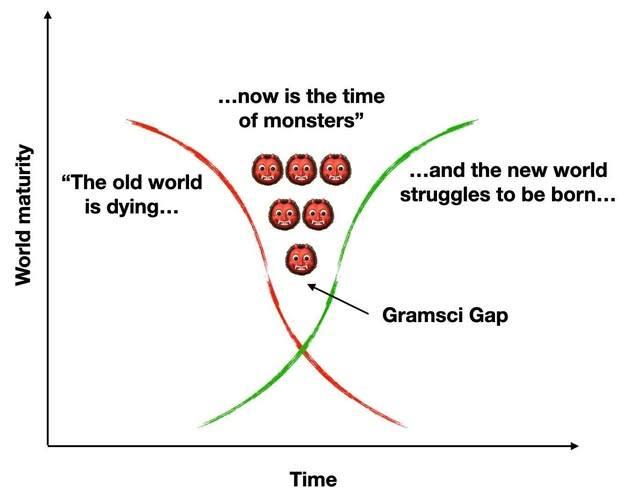 …now is the time
of monsters”
“The old world
is dying…
…and the new world
struggles to be born…
Gramsci Gap
World maturity
Time